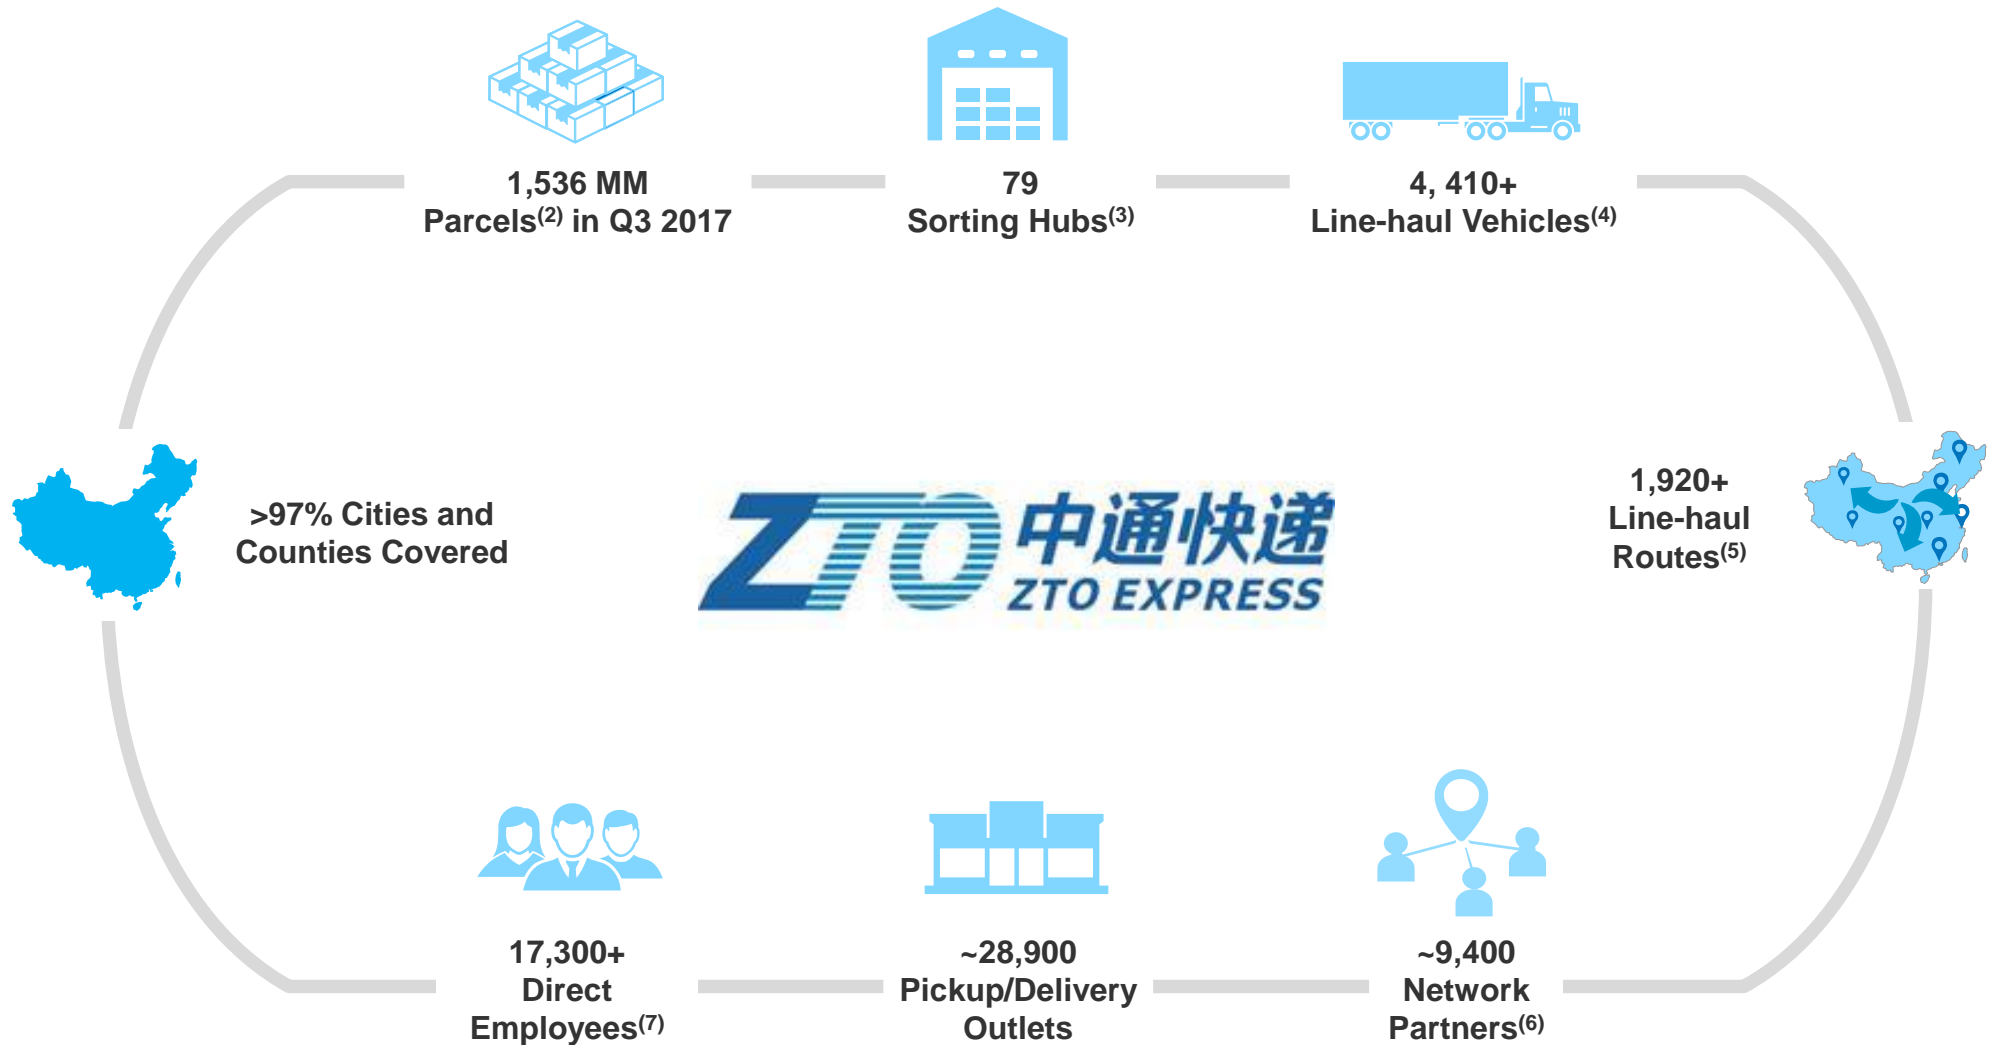 1,536 MM
Parcels(2) in Q3 2017
79
Sorting Hubs(3)
4, 410+
Line-haul Vehicles(4)
>97% Cities and
Counties Covered
ZTO 中通快递
ZTO EXPRESS
1,920+
Line-haul
Routes(5)
17,300+
Direct
Employees(7)
~28,900
Pickup/Delivery
Outlets
~9,400
Network
Partners(6)